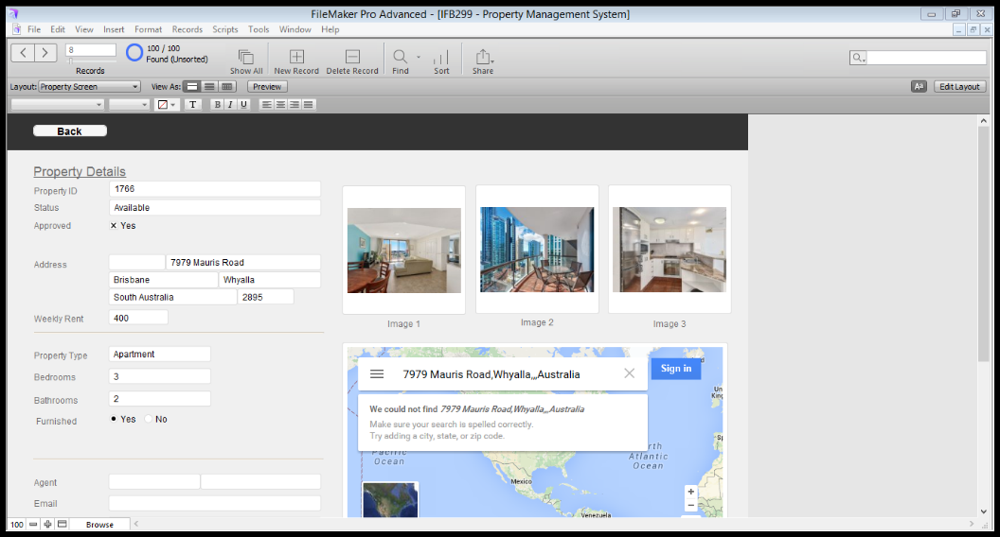 FileMaker Pro Advanced - [IFB299 - Property Management System]
File Edit View Insert Format Records Scripts Tools Window Help
8
100 / 100
Found (Unsorted)
Records
Show All New Record Delete Record Find Sort Share
Layout: Property Screen View As: Preview Aa Edit Layout
T B I U
Back
Property Details
Property ID 1766
Status Available
Approved Yes
Address 7979 Mauris Road
Brisbane Whyalla
South Australia 2895
Weekly Rent 400
Image 1 Image 2 Image 3
Property Type Apartment
Bedrooms 3
Bathrooms 2
Furnished Yes No
Agent
Email
7979 Mauris Road,Whyalla,,,Australia
Sign in
We could not find 7979 Mauris Road,Whyalla,,,Australia
Make sure your search is spelled correctly.
Try adding a city, state, or zip code.
Pacific
Ocean
North
Atlantic
Ocean
Mexico
Venezuela
100 Browse